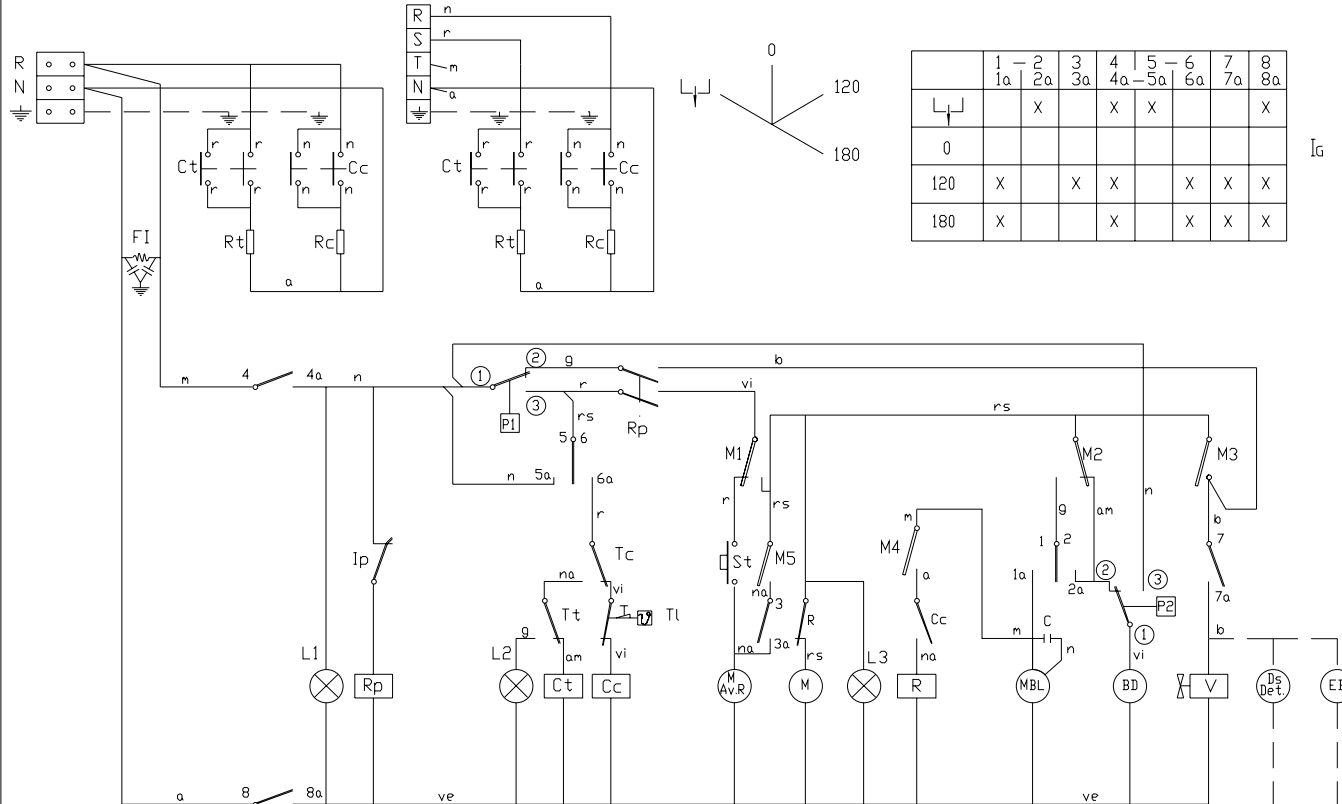 R n
S r
T m
N a
R
N
0
120
180
1 - 2 3 4 5 - 6 7 8
1a 2a 3a 4a-5a 6a 7a 8a
X X X X
0
120 X X X X X X
180 X X X X X
IG
r r n n
Ct Cc
r r n n
Rt Rc
a
r r n n
Ct Cc
r r n n
Rt Rc
a
FI
m 4 4a n 1 2 g b
3 r vi
P1 rs Rp rs
5 6
n 5a 6a
r
M1 M2 M3
r rs g am n b
Ip Tc
na vi
Tt T Tl
g am vi
St M5 M4 m
na 3 a
na 3a R rs
Cc
na
1 2
1a 2a 2 3
P2
1
vi
m C n
7
7a
b
L1 Rp L2 Ct Cc M Av.R M L3 R MBL BD V Ds Det. EF
a 8 8a ve ve